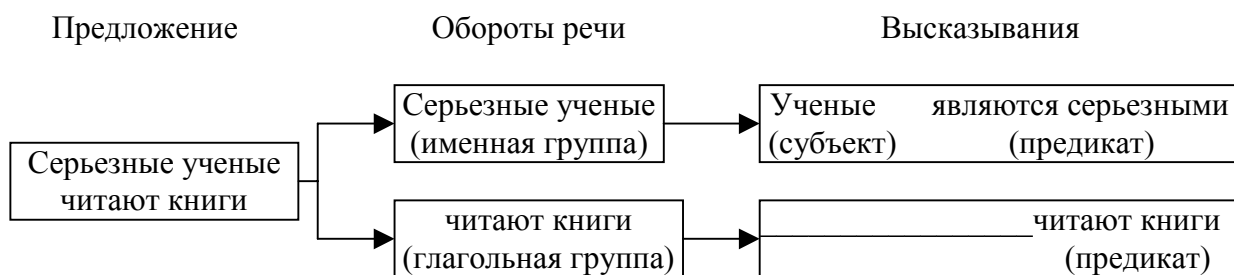 Предложение
Обороты речи
Высказывания
Серьезные ученые
читают книги
Серьезные ученые
(именная группа)
Ученые являются серьезными
(субъект) (предикат)
читают книги
(глагольная группа)
__________________читают книги
(предикат)